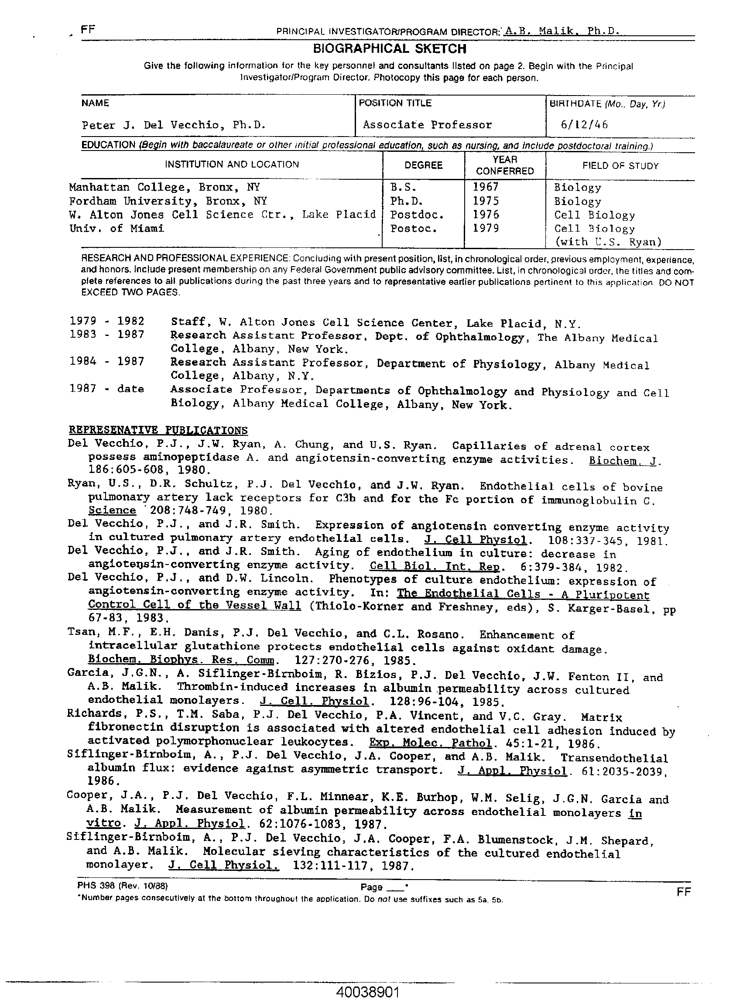 FF
PRINCIPAL INVESTIGATOR/PROGRAM DIRECTOR: A.B. Malik, Ph.D.
BIOGRAPHICAL SKETCH
Give the following information for the key personnel and consultants listed on page 2. Begin with the Principal
Investigator/Program Director. Photocopy this page for each person.
NAME POSITION TITLE BIRTHDATE (Mo., Day, Yr.)
Peter J. Del Vecchio, Ph.D. Associate Professor 6/12/46
EDUCATION (Begin with baccalaureate or other initial professional education, such as nursing, and include postdoctoral training.)
INSTITUTION AND LOCATION DEGREE YEAR CONFERRED FIELD OF STUDY
Manhattan College, Bronx, NY B.S. 1967 Biology
Fordham University, Bronx, NY Ph.D. 1975 Biology
W. Alton Jones Cell Science Ctr., Lake Placid Postdoc. 1976 Cell Biology
Univ. of Miami Postoc. 1979 Cell Biology
(with U.S. Ryan)
RESEARCH AND PROFESSIONAL EXPERIENCE: Concluding with present position, list, in chronological order, previous employment, experience,
and honors. Include present membership on any Federal Government public advisory committee. List, in chronological order, the titles and com-
plete references to all publications during the past three years and to representative earlier publications pertinent to this application. DO NOT
EXCEED TWO PAGES.
1979 - 1982 Staff, W. Alton Jones Cell Science Center, Lake Placid, N.Y.
1983 - 1987 Research Assistant Professor, Dept. of Ophthalmology, The Albany Medical
College, Albany, New York.
1984 - 1987 Research Assistant Professor, Department of Physiology, Albany Medical
College, Albany, N.Y.
1987 - date Associate Professor, Departments of Ophthalmology and Physiology and Cell
Biology, Albany Medical College, Albany, New York.
REPRESENATIVE PUBLICATIONS
Del Vecchio, P.J., J.W. Ryan, A. Chung, and U.S. Ryan. Capillaries of adrenal cortex
possess aminopeptidase A. and angiotensin-converting enzyme activities. Biochem. J.
186:605-608, 1980.
Ryan, U.S., D.R. Schultz, P.J. Del Vecchio, and J.W. Ryan. Endothelial cells of bovine
pulmonary artery lack receptors for C3b and for the Fc portion of immunoglobulin G.
Science 208:748-749, 1980.
Del Vecchio, P.J., and J.R. Smith. Expression of angiotensin converting enzyme activity
in cultured pulmonary artery endothelial cells. J. Cell Physiol. 108:337-345, 1981.
Del Vecchio, P.J., and J.R. Smith. Aging of endothelium in culture: decrease in
angiotensin-converting enzyme activity. Cell Biol. Int. Rep. 6:379-384, 1982.
Del Vecchio, P.J., and D.W. Lincoln. Phenotypes of culture endothelium: expression of
angiotensin-converting enzyme activity. In: The Endothelial Cells - A Pluripotent
Control Cell of the Vessel Wall (Thiolo-Korner and Freshney, eds), S. Karger-Basel, pp
67-83, 1983.
Tsan, M.F., E.H. Danis, P.J. Del Vecchio, and C.L. Rosano. Enhancement of
intracellular glutathione protects endothelial cells against oxidant damage.
Biochem. Biophys. Res. Comm. 127:270-276, 1985.
Garcia, J.G.N., A. Siflinger-Birnboim, R. Bizios, P.J. Del Vecchio, J.W. Fenton II, and
A.B. Malik. Thrombin-induced increases in albumin permeability across cultured
endothelial monolayers. J. Cell. Physiol. 128:96-104, 1985.
Richards, P.S., T.M. Saba, P.J. Del Vecchio, P.A. Vincent, and V.C. Gray. Matrix
fibronectin disruption is associated with altered endothelial cell adhesion induced by
activated polymorphonuclear leukocytes. Exp. Molec. Pathol. 45:1-21, 1986.
Siflinger-Birnboim, A., P.J. Del Vecchio, J.A. Cooper, and A.B. Malik. Transendothelial
albumin flux: evidence against asymmetric transport. J. Appl. Physiol. 61:2035-2039,
1986.
Cooper, J.A., P.J. Del Vecchio, F.L. Minnear, K.E. Burhop, W.M. Selig, J.G.N. Garcia and
A.B. Malik. Measurement of albumin permeability across endothelial monolayers in
vitro. J. Appl. Physiol. 62:1076-1083, 1987.
Siflinger-Birnboim, A., P.J. Del Vecchio, J.A. Cooper, F.A. Blumenstock, J.M. Shepard,
and A.B. Malik. Molecular sieving characteristics of the cultured endothelial
monolayer. J. Cell Physiol. 132:111-117, 1987.
PHS 398 (Rev. 10/88) Page ___*
*Number pages consecutively at the bottom throughout the application. Do not use suffixes such as 5a, 5b.
FF
40038901